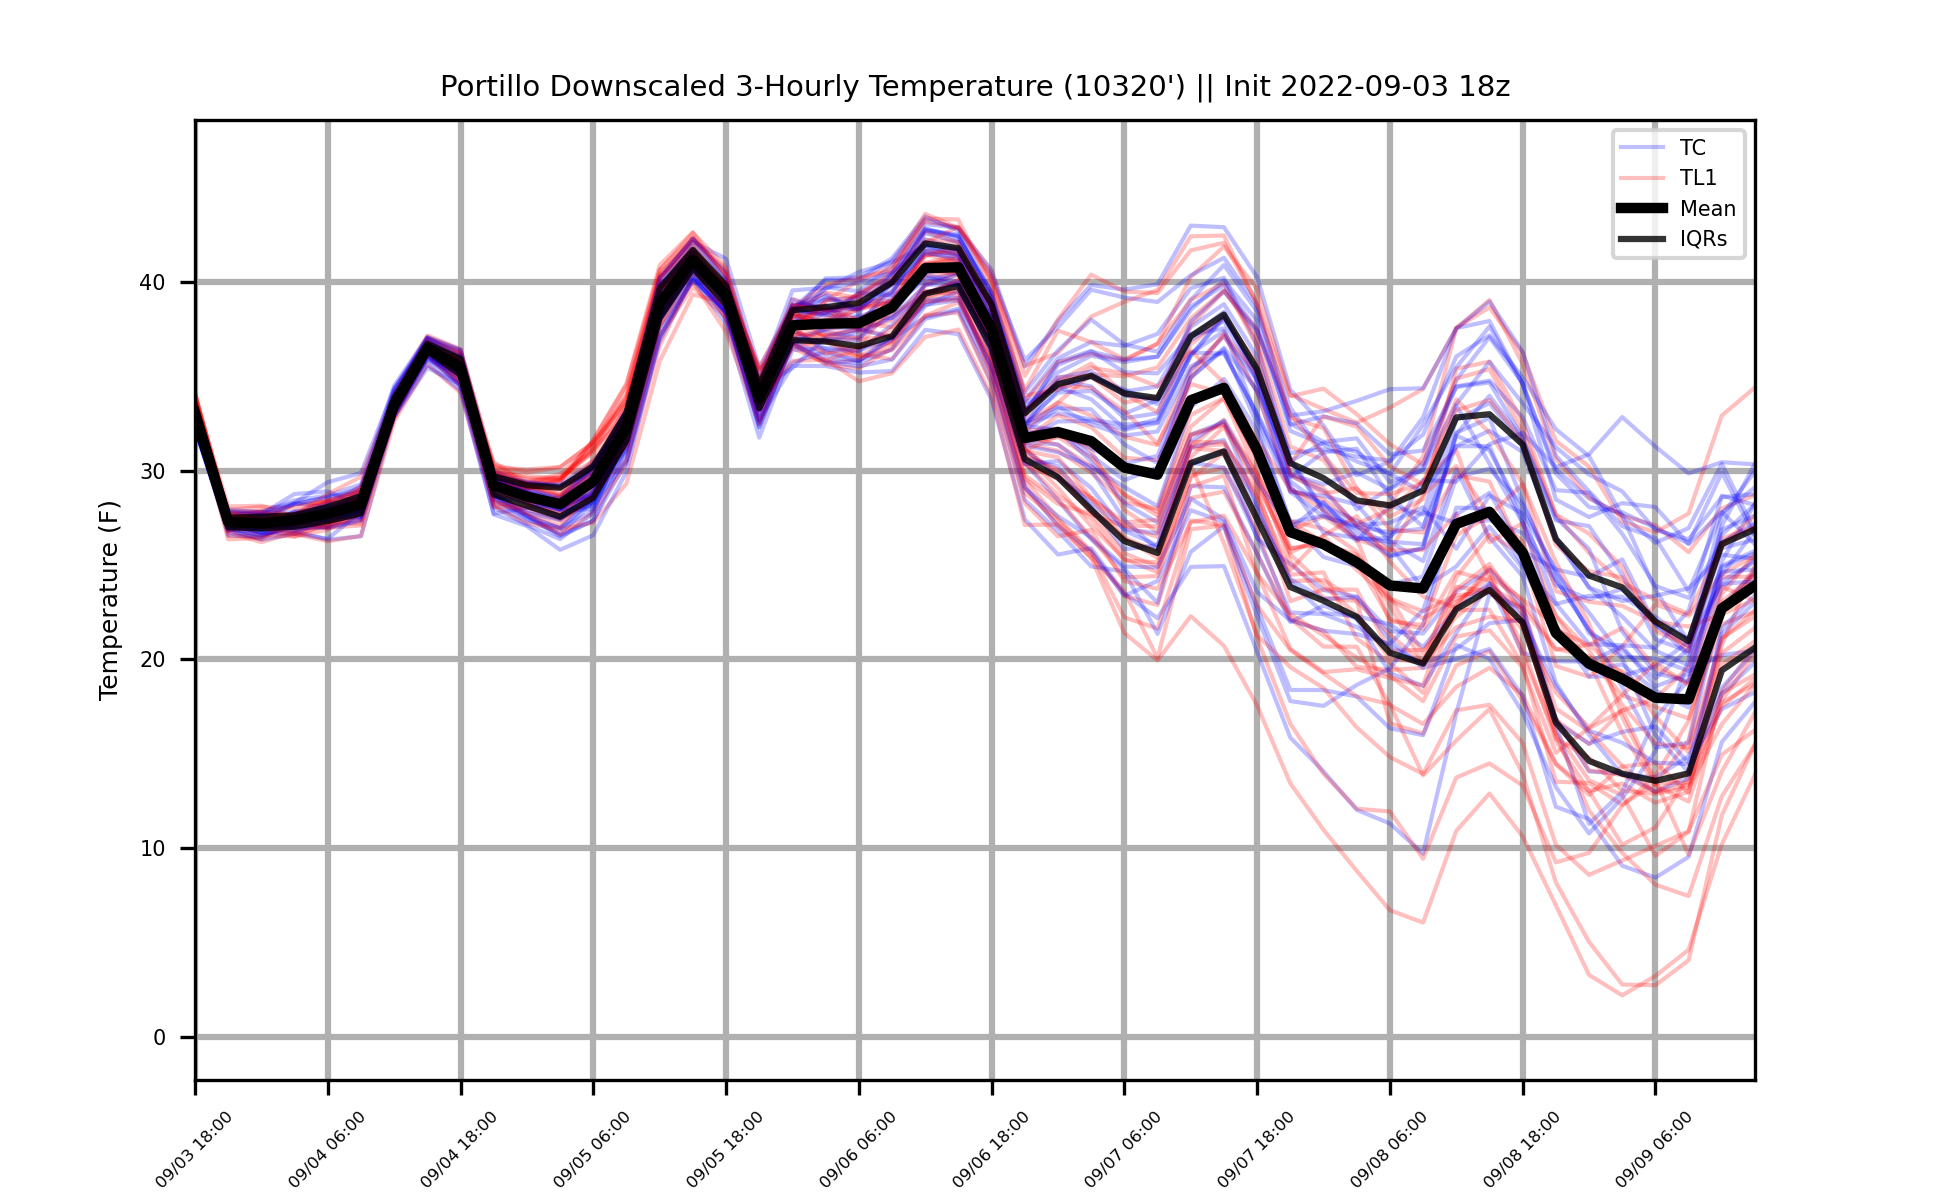 Portillo Downscaled 3-Hourly Temperature (10320') || Init 2022-09-03 18z
TC
TL1
Mean
IQRs
Temperature (F)
40
30
20
10
0
09/03 18:00
09/04 06:00
09/04 18:00
09/05 06:00
09/05 18:00
09/06 06:00
09/06 18:00
09/07 06:00
09/07 18:00
09/08 06:00
09/08 18:00
09/09 06:00